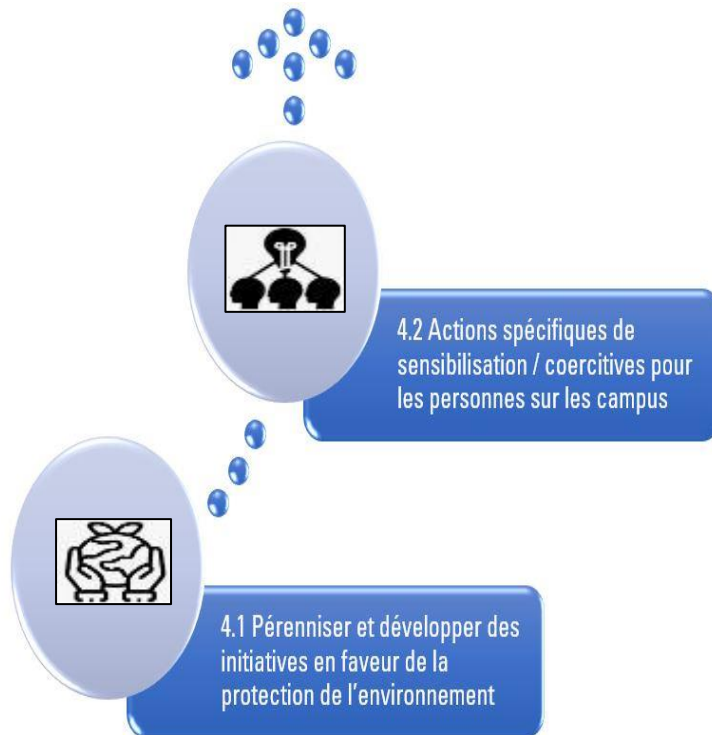 4.2 Actions spécifiques de
sensibilisation / coercitives pour
les personnes sur les campus
4.1 Pérenniser et développer des
initiatives en faveur de la
protection de l'environnement